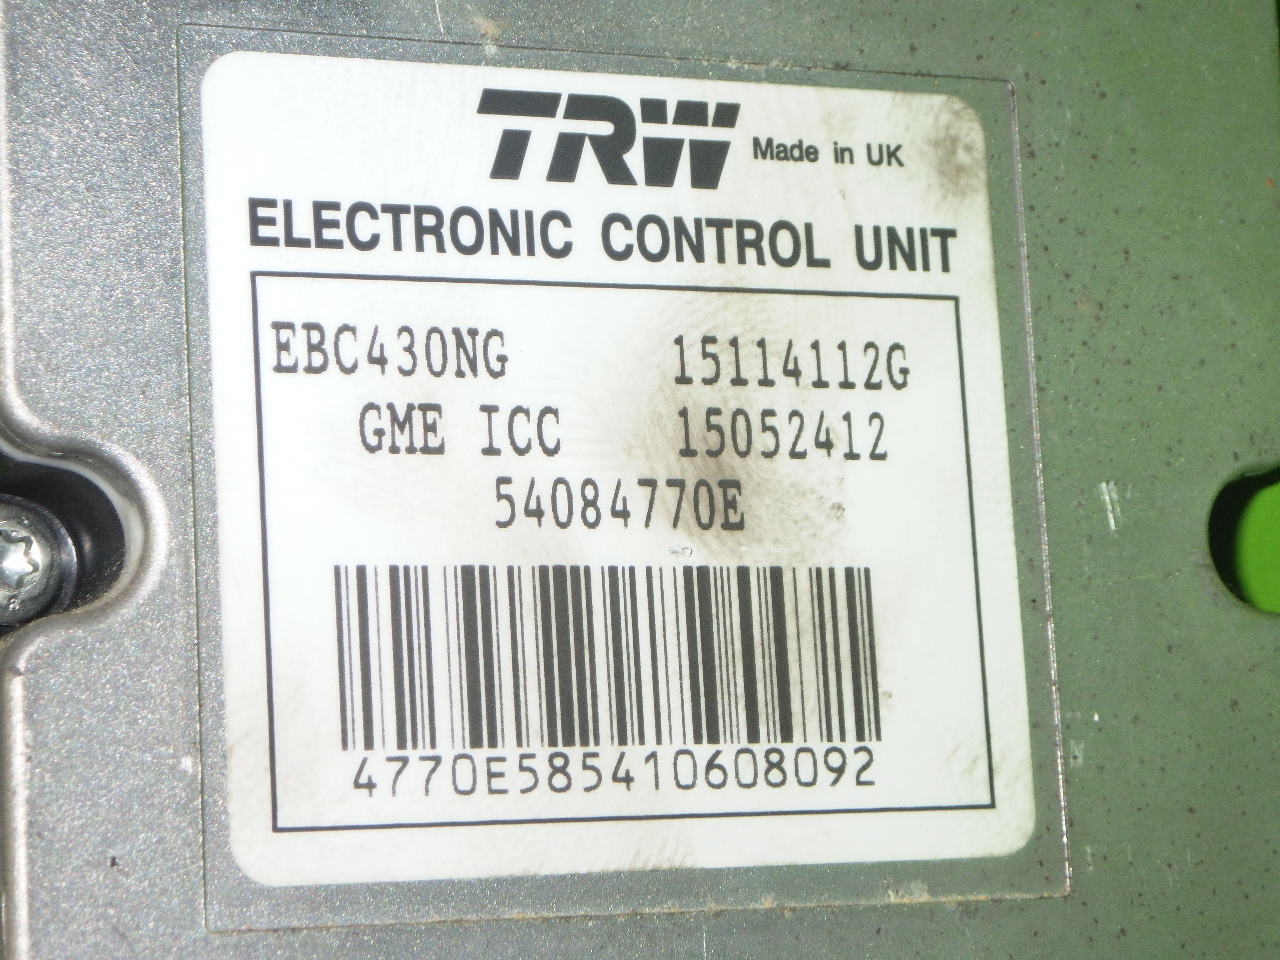 TRW Made in UK
ELECTRONIC CONTROL UNIT
EBC430NG 15114112G
GME ICC 15052412
54084770E
4770E585410608092